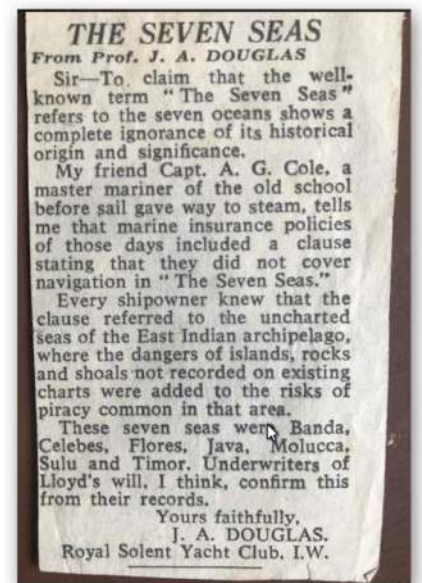 THE SEVEN SEAS
From Prof. J. A. DOUGLAS
Sir—To claim that the well-
known term "The Seven Seas"
refers to the seven oceans shows a
complete ignorance of its historical
origin and significance.
My friend Capt. A. G. Cole, a
master mariner of the old school
before sail gave way to steam, tells
me that marine insurance policies
of those days included a clause
stating that they did not cover
navigation in "The Seven Seas."
Every shipowner knew that the
clause referred to the uncharted
seas of the East Indian archipelago,
where the dangers of islands, rocks
and shoals not recorded on existing
charts were added to the risks of
piracy common in that area.
These seven seas were Banda,
Celebes, Flores, Java, Molucca,
Sulu and Timor. Underwriters of
Lloyd's will, I think, confirm this
from their records.
Yours faithfully,
J. A. DOUGLAS.
Royal Solent Yacht Club, I.W.